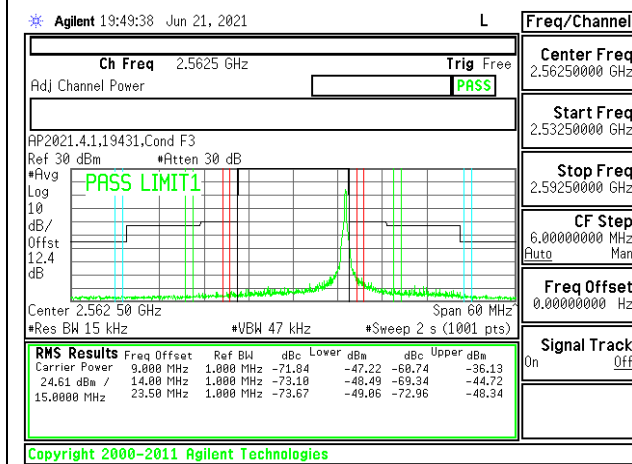 Agilent 19:49:38 Jun 21, 2021 L
Freq/Channel
Ch Freq 2.5625 GHz Trig Free
Adj Channel Power PASS
Center Freq
2.56250000 GHz
Start Freq
2.53250000 GHz
AP2021.4.1,19431,Cond F3
Ref 30 dBm #Atten 30 dB
#Avg
Log
10
dB/
Offst
12.4
dB
PASS LIMIT1
Stop Freq
2.59250000 GHz
CF Step
6.00000000 MHz
Auto Man
Freq Offset
0.00000000 Hz
Center 2.562 50 GHz Span 60 MHz
#Res BW 15 kHz #VBW 47 kHz #Sweep 2 s (1001 pts)
Signal Track
On Off
RMS Results Freq Offset Ref BW dBc Lower dBm dBc Upper dBm
Carrier Power 9.000 MHz 1.000 MHz -71.84 -47.22 -60.74 -36.13
24.61 dBm / 14.00 MHz 1.000 MHz -73.10 -48.49 -69.34 -44.72
15.0000 MHz 23.50 MHz 1.000 MHz -73.67 -49.06 -72.96 -48.34
Copyright 2000-2011 Agilent Technologies